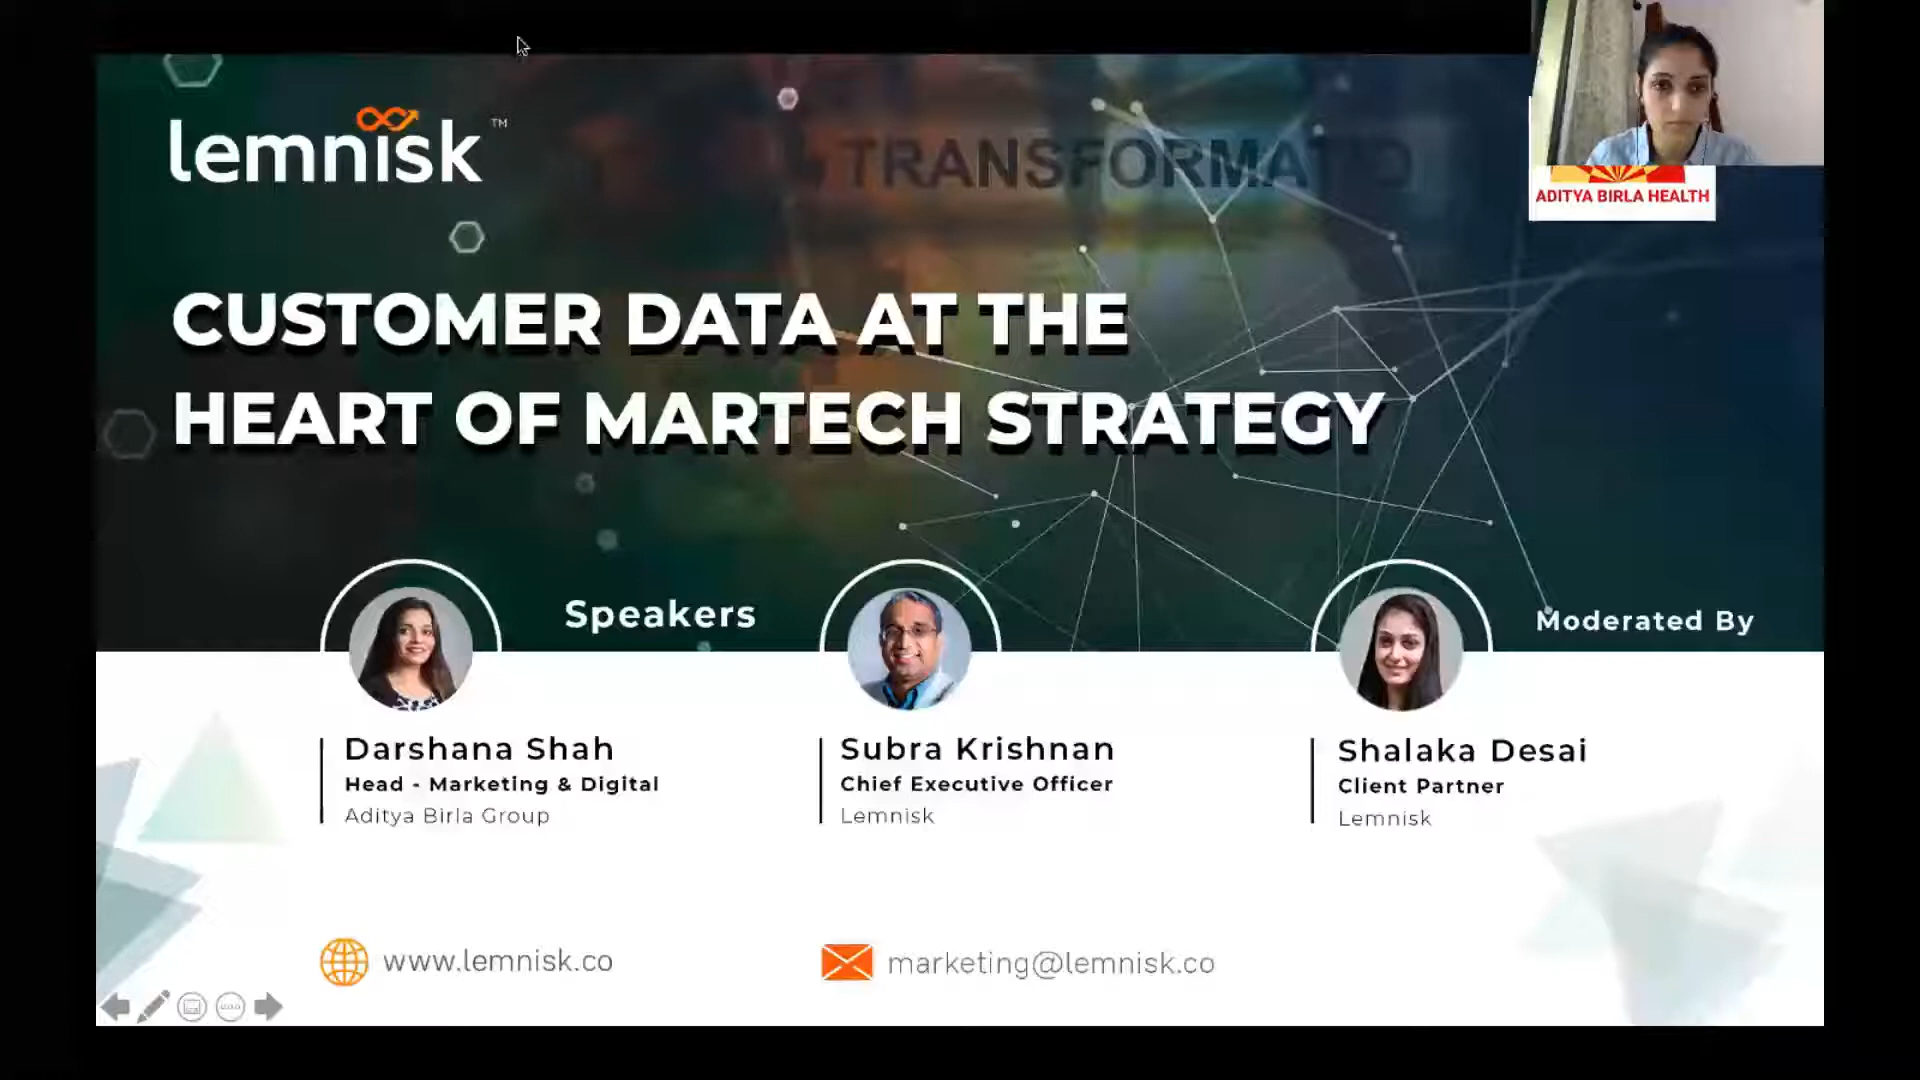 lemnisk™
TRANSFORMATIO
ADITYA BIRLA HEALTH
CUSTOMER DATA AT THE
HEART OF MARTECH STRATEGY
Speakers
Moderated By
Darshana Shah
Head - Marketing & Digital
Aditya Birla Group
Subra Krishnan
Chief Executive Officer
Lemnisk
Shalaka Desai
Client Partner
Lemnisk
www.lemnisk.co
marketing@lemnisk.co